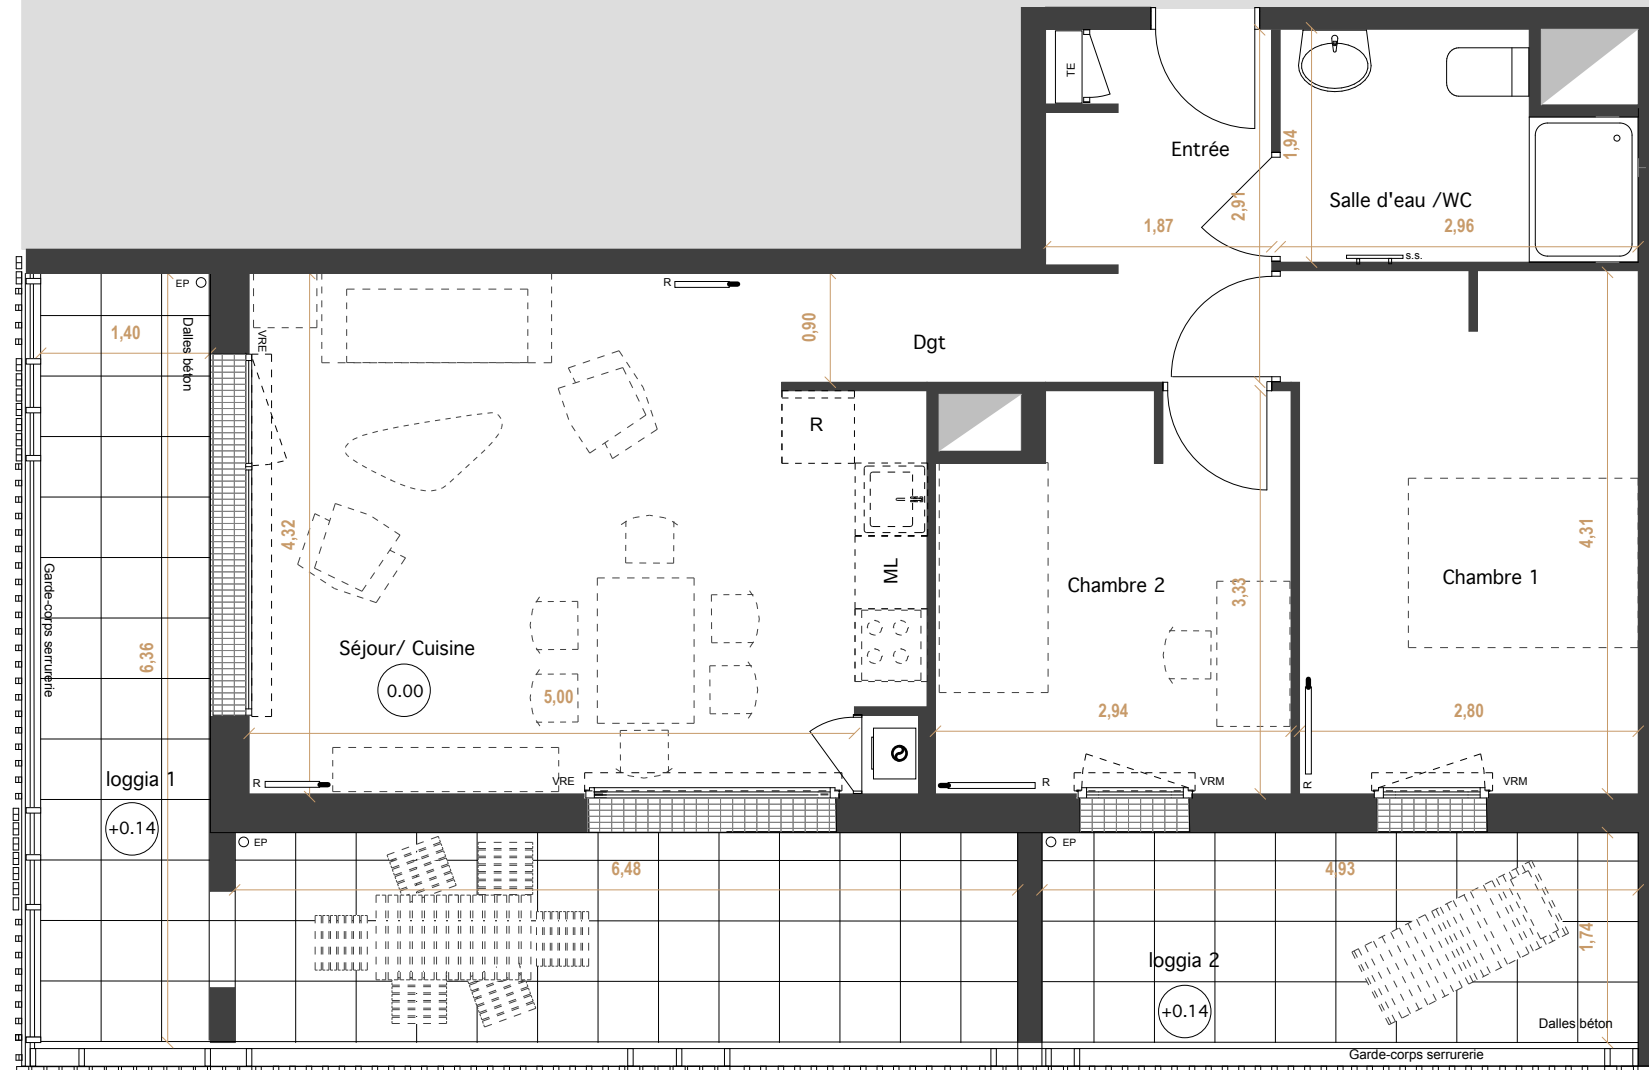 TE
Entrée
1,94
2,91
Salle d'eau /WC
1,87
2,96
s.s.
EP
R
1,40
Dalles béton
VRE
0,90
Dgt
R
4,32
ML
4,31
Garde-corps serrurerie
Chambre 2
3,33
Chambre 1
6,36
Séjour/ Cuisine
0.00
5,00
2,94
2,80
loggia 1
R
VRE
R
VRM
R
VRM
+0.14
EP
EP
6,48
4,93
1,74
loggia 2
+0.14
Dalles béton
Garde-corps serrurerie